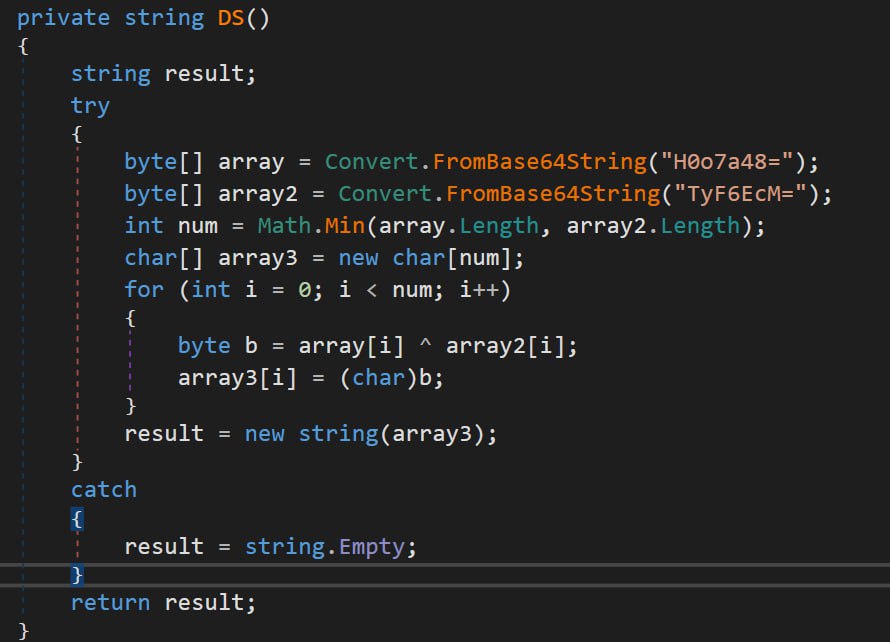 private string DS()
{
string result;
try
{
byte[] array = Convert.FromBase64String("H0o7a48=");
byte[] array2 = Convert.FromBase64String("TyF6EcM=");
int num = Math.Min(array.Length, array2.Length);
char[] array3 = new char[num];
for (int i = 0; i < num; i++)
{
byte b = array[i] ^ array2[i];
array3[i] = (char)b;
}
result = new string(array3);
}
catch
{
result = string.Empty;
}
return result;
}